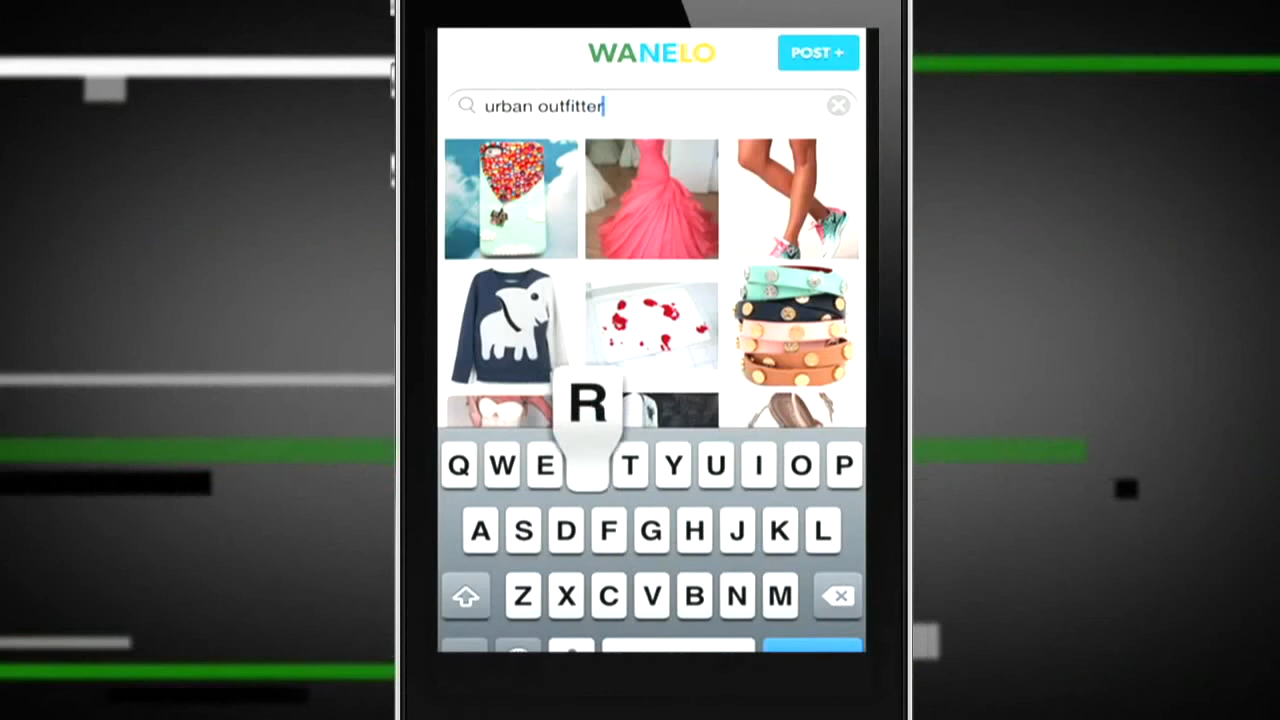 WANELO
POST +
urban outfitter
R
Q W E T Y U I O P
A S D F G H J K L
Z X C V B N M